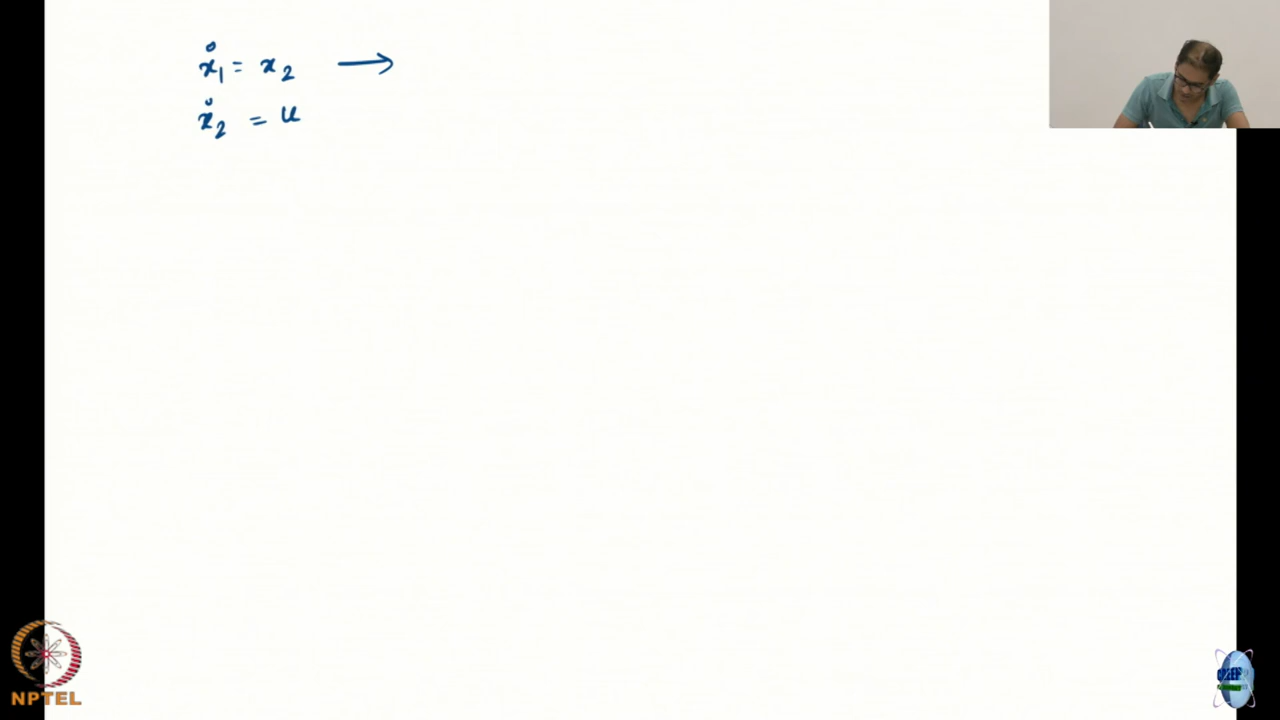 ẋ₁ = x₂ ⟶
ẋ₂ = u
NPTEL